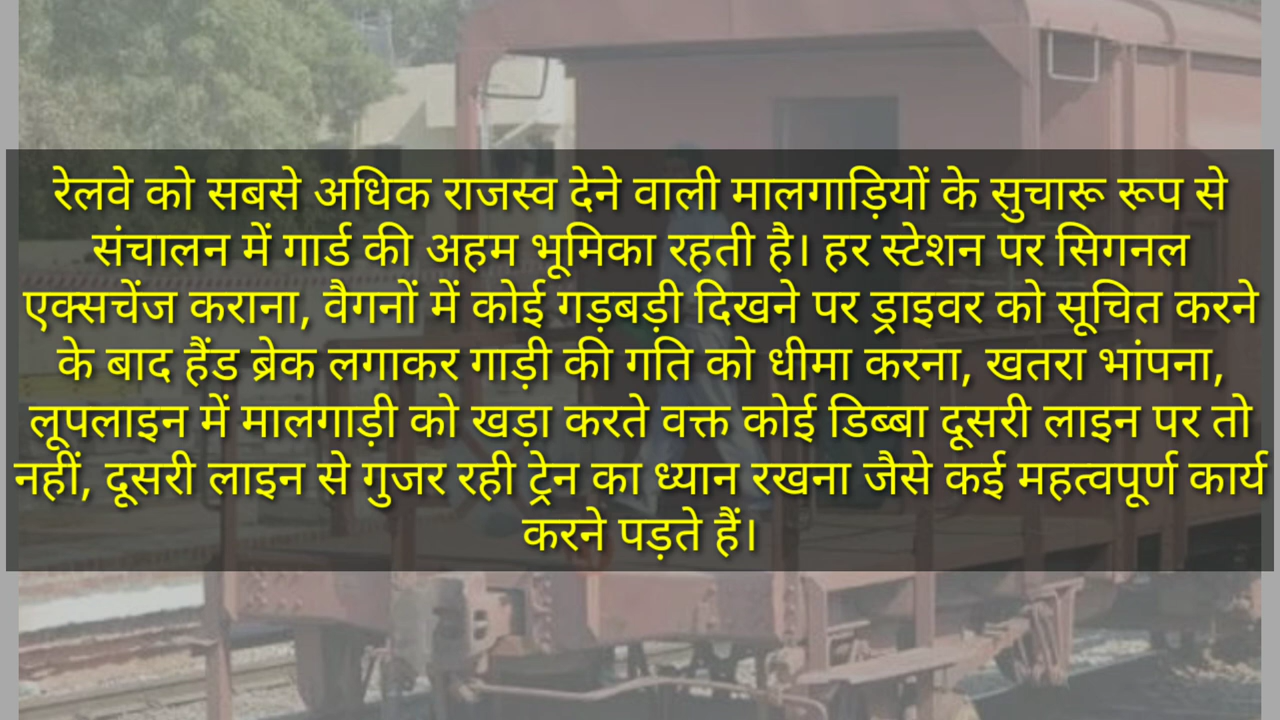 रेलवे को सबसे अधिक राजस्व देने वाली मालगाड़ियों के सुचारू रूप से
संचालन में गार्ड की अहम भूमिका रहती है। हर स्टेशन पर सिगनल
एक्सचेंज कराना, वैगनों में कोई गड़बड़ी दिखने पर ड्राइवर को सूचित करने
के बाद हैंड ब्रेक लगाकर गाड़ी की गति को धीमा करना, खतरा भांपना,
लूपलाइन में मालगाड़ी को खड़ा करते वक्त कोई डिब्बा दूसरी लाइन पर तो
नहीं, दूसरी लाइन से गुजर रही ट्रेन का ध्यान रखना जैसे कई महत्वपूर्ण कार्य
करने पड़ते हैं।